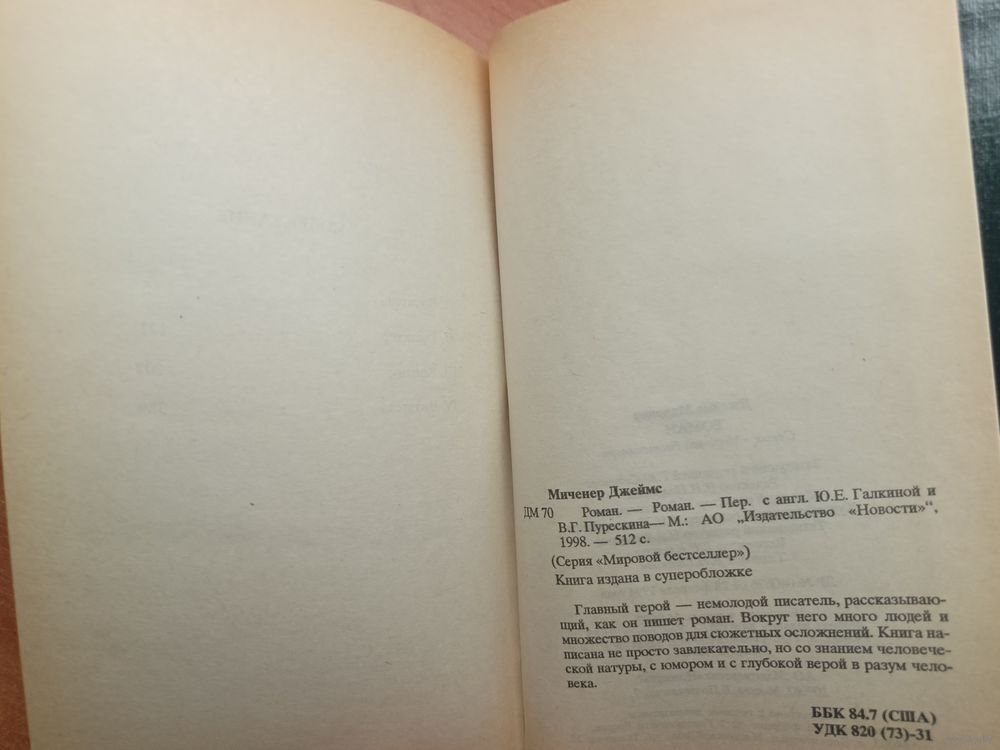 Миченер Джеймс
ДМ 70 Роман. — Роман. — Пер. с англ. Ю.Е. Галкиной и
В.Г. Пурескина— М.: АО „Издательство «Новости»“,
1998. — 512 с.
(Серия «Мировой бестселлер»)
Книга издана в суперобложке
Главный герой — немолодой писатель, рассказываю-
щий, как он пишет роман. Вокруг него много людей и
множество поводов для сюжетных осложнений. Книга на-
писана не просто завлекательно, но со знанием человече-
ской натуры, с юмором и с глубокой верой в разум чело-
века.
ББК 84.7 (США)
УДК 820 (73)-31